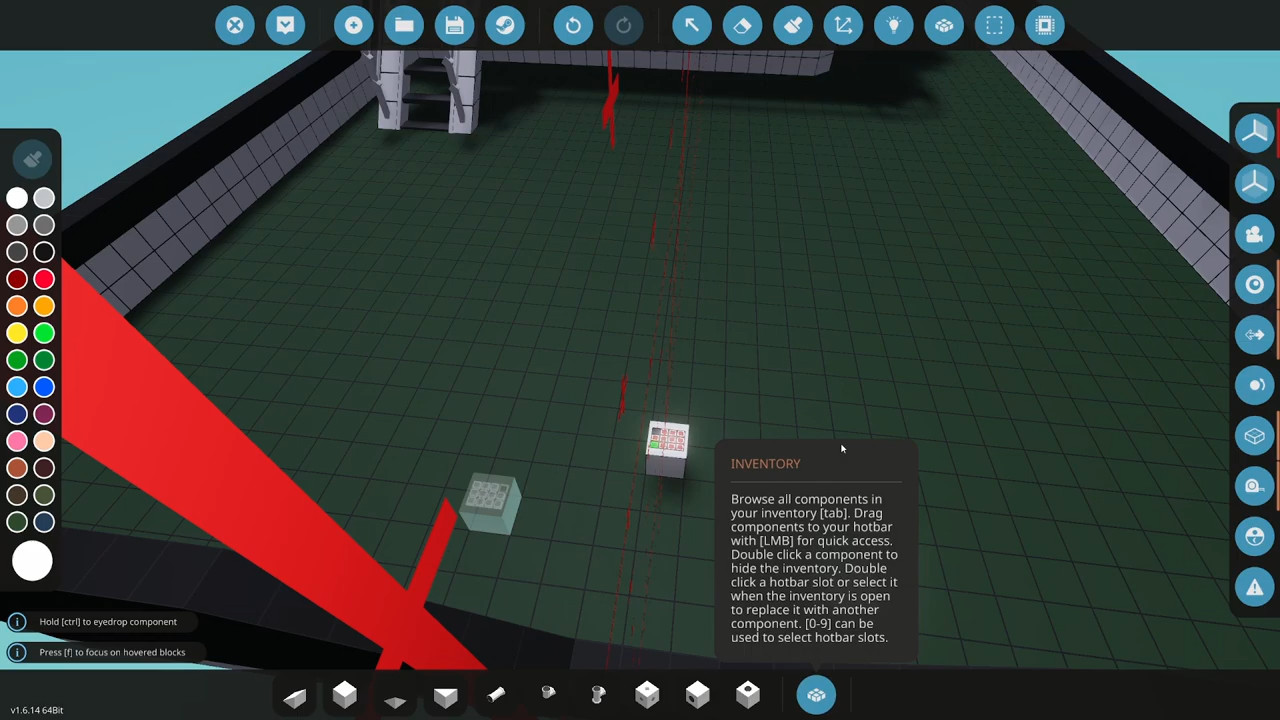 INVENTORY
Browse all components in
your inventory [tab]. Drag
components to your hotbar
with [LMB] for quick access.
Double click a component to
hide the inventory. Double
click a hotbar slot or select it
when the inventory is open
to replace it with another
component. [0-9] can be
used to select hotbar slots.
Hold [ctrl] to eyedrop component
Press [f] to focus on hovered blocks
v1.6.14 64Bit